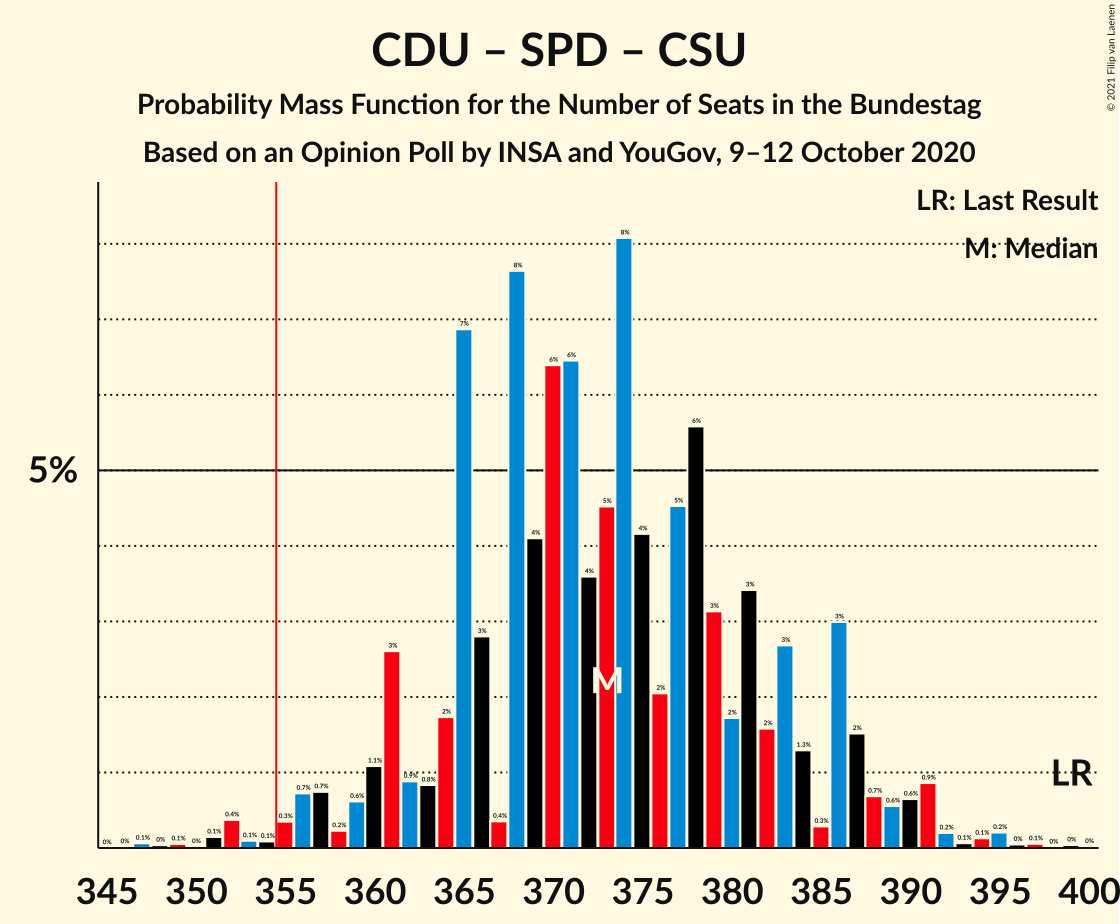 CDU – SPD – CSU
Probability Mass Function for the Number of Seats in the Bundestag
Based on an Opinion Poll by INSA and YouGov, 9–12 October 2020
© 2021 Filip van Laenen
LR: Last Result
M: Median
5%
0% 0% 0.1% 0% 0.1% 0% 0.1% 0.4% 0.1% 0.1% 0.3% 0.7% 0.7% 0.2% 0.6% 1.1% 3% 0.9% 0.8% 2% 7% 3% 0.4% 8% 4% 6% 6% 4% 5% 8% 4% 2% 5% 6% 3% 2% 3% 2% 3% 1.3% 0.3% 3% 2% 0.7% 0.6% 0.6% 0.9% 0.2% 0.1% 0.1% 0.2% 0% 0.1% 0% 0% 0%
M
LR
345 350 355 360 365 370 375 380 385 390 395 400